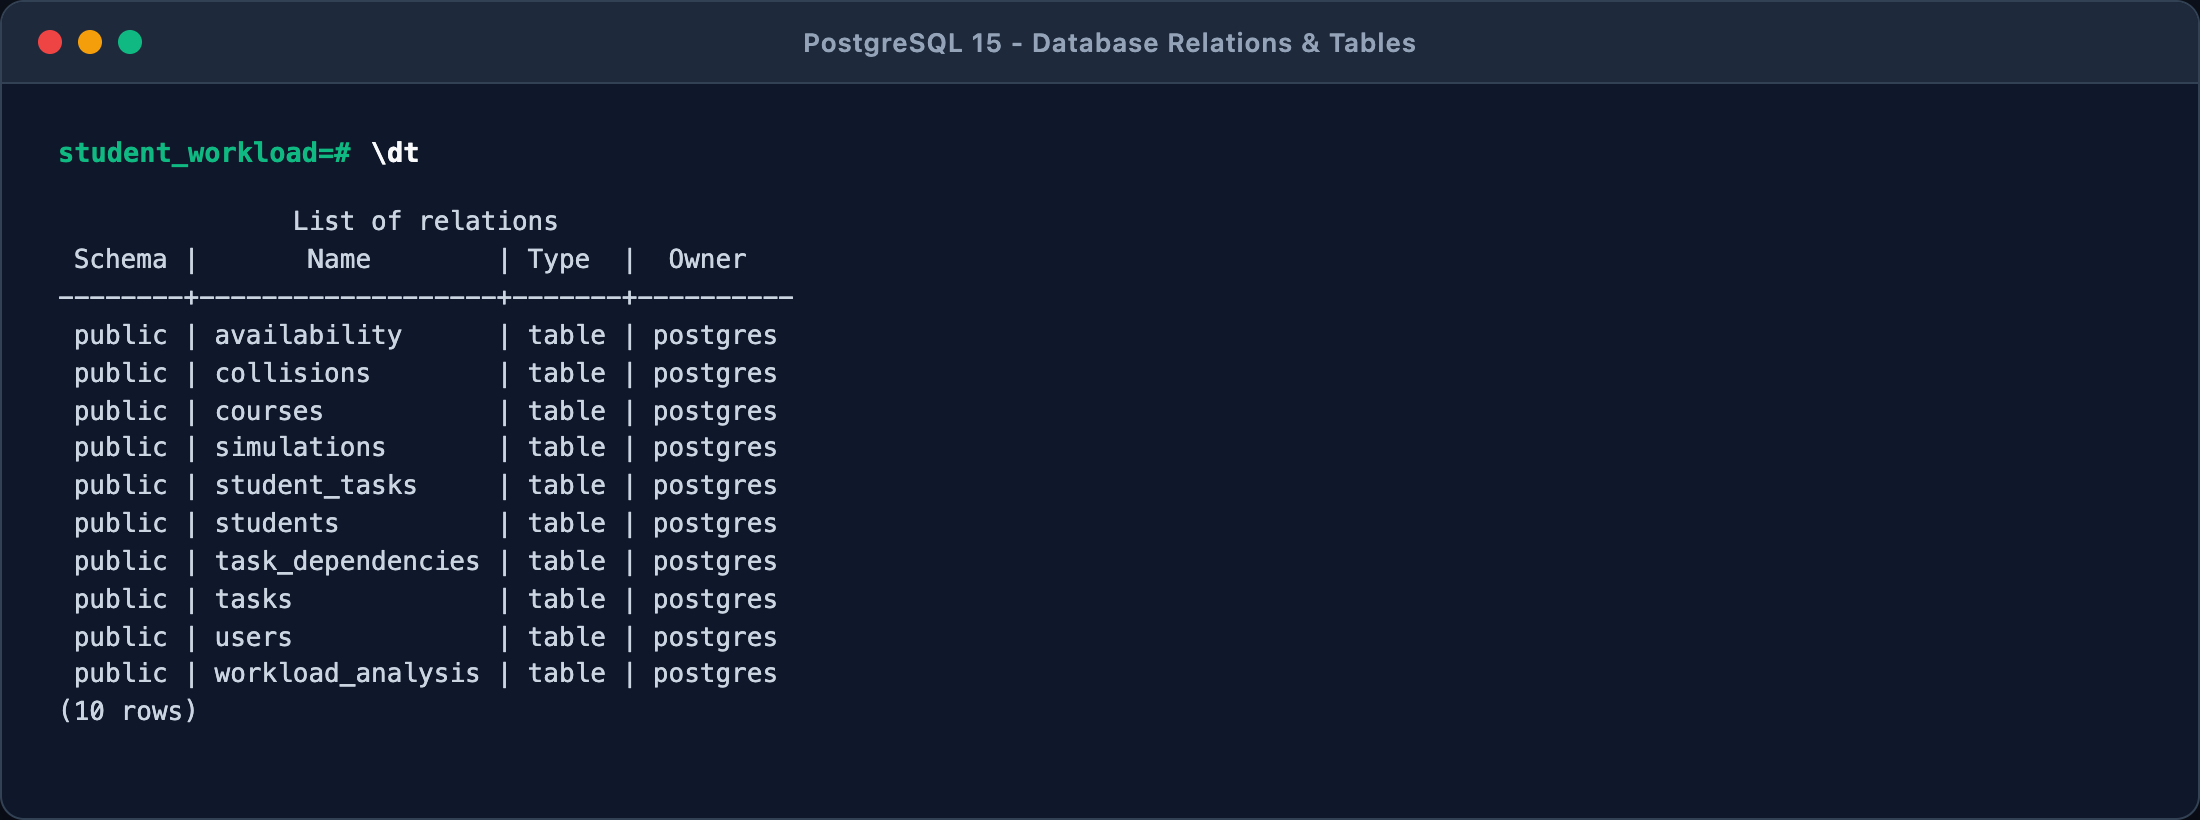 PostgreSQL 15 - Database Relations & Tables
student_workload=# \dt
List of relations
 Schema |       Name        | Type  |  Owner
--------+-------------------+-------+----------
 public | availability      | table | postgres
 public | collisions        | table | postgres
 public | courses           | table | postgres
 public | simulations       | table | postgres
 public | student_tasks     | table | postgres
 public | students          | table | postgres
 public | task_dependencies | table | postgres
 public | tasks             | table | postgres
 public | users             | table | postgres
 public | workload_analysis | table | postgres
(10 rows)